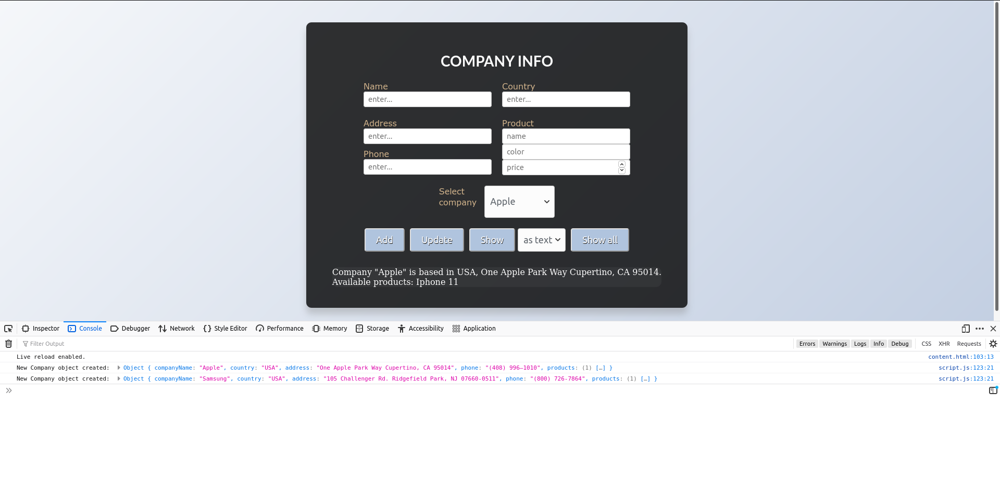 COMPANY INFO
Name
Country
enter...
enter...
Address
Product
enter...
name
color
Phone
enter...
price
Select
company
Apple
Add
Update
Show
as text
Show all
Company "Apple" is based in USA, One Apple Park Way Cupertino, CA 95014.
Available products: Iphone 11
Inspector Console Debugger Network Style Editor Performance Memory Storage Accessibility Application
Filter Output
Errors Warnings Logs Info Debug CSS XHR Requests
Live reload enabled. content.html:103:13
New Company object created: Object { companyName: "Apple", country: "USA", address: "One Apple Park Way Cupertino, CA 95014", phone: "(408) 996–1010", products: (1) […] } script.js:123:21
New Company object created: Object { companyName: "Samsung", country: "USA", address: "105 Challenger Rd. Ridgefield Park, NJ 07660-0511", phone: "(800) 726-7864", products: (1) […] } script.js:123:21